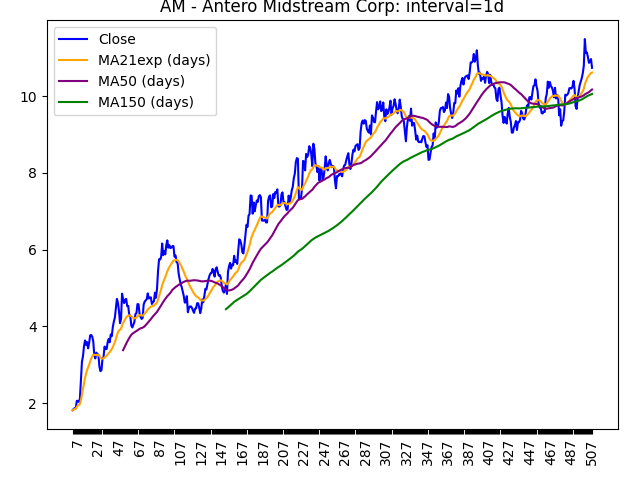 AM - Antero Midstream Corp: interval=1d
Close
MA21exp (days)
MA50 (days)
MA150 (days)
10
8
6
4
2
7 27 47 67 87 107 127 147 167 187 207 227 247 267 287 307 327 347 367 387 407 427 447 467 487 507